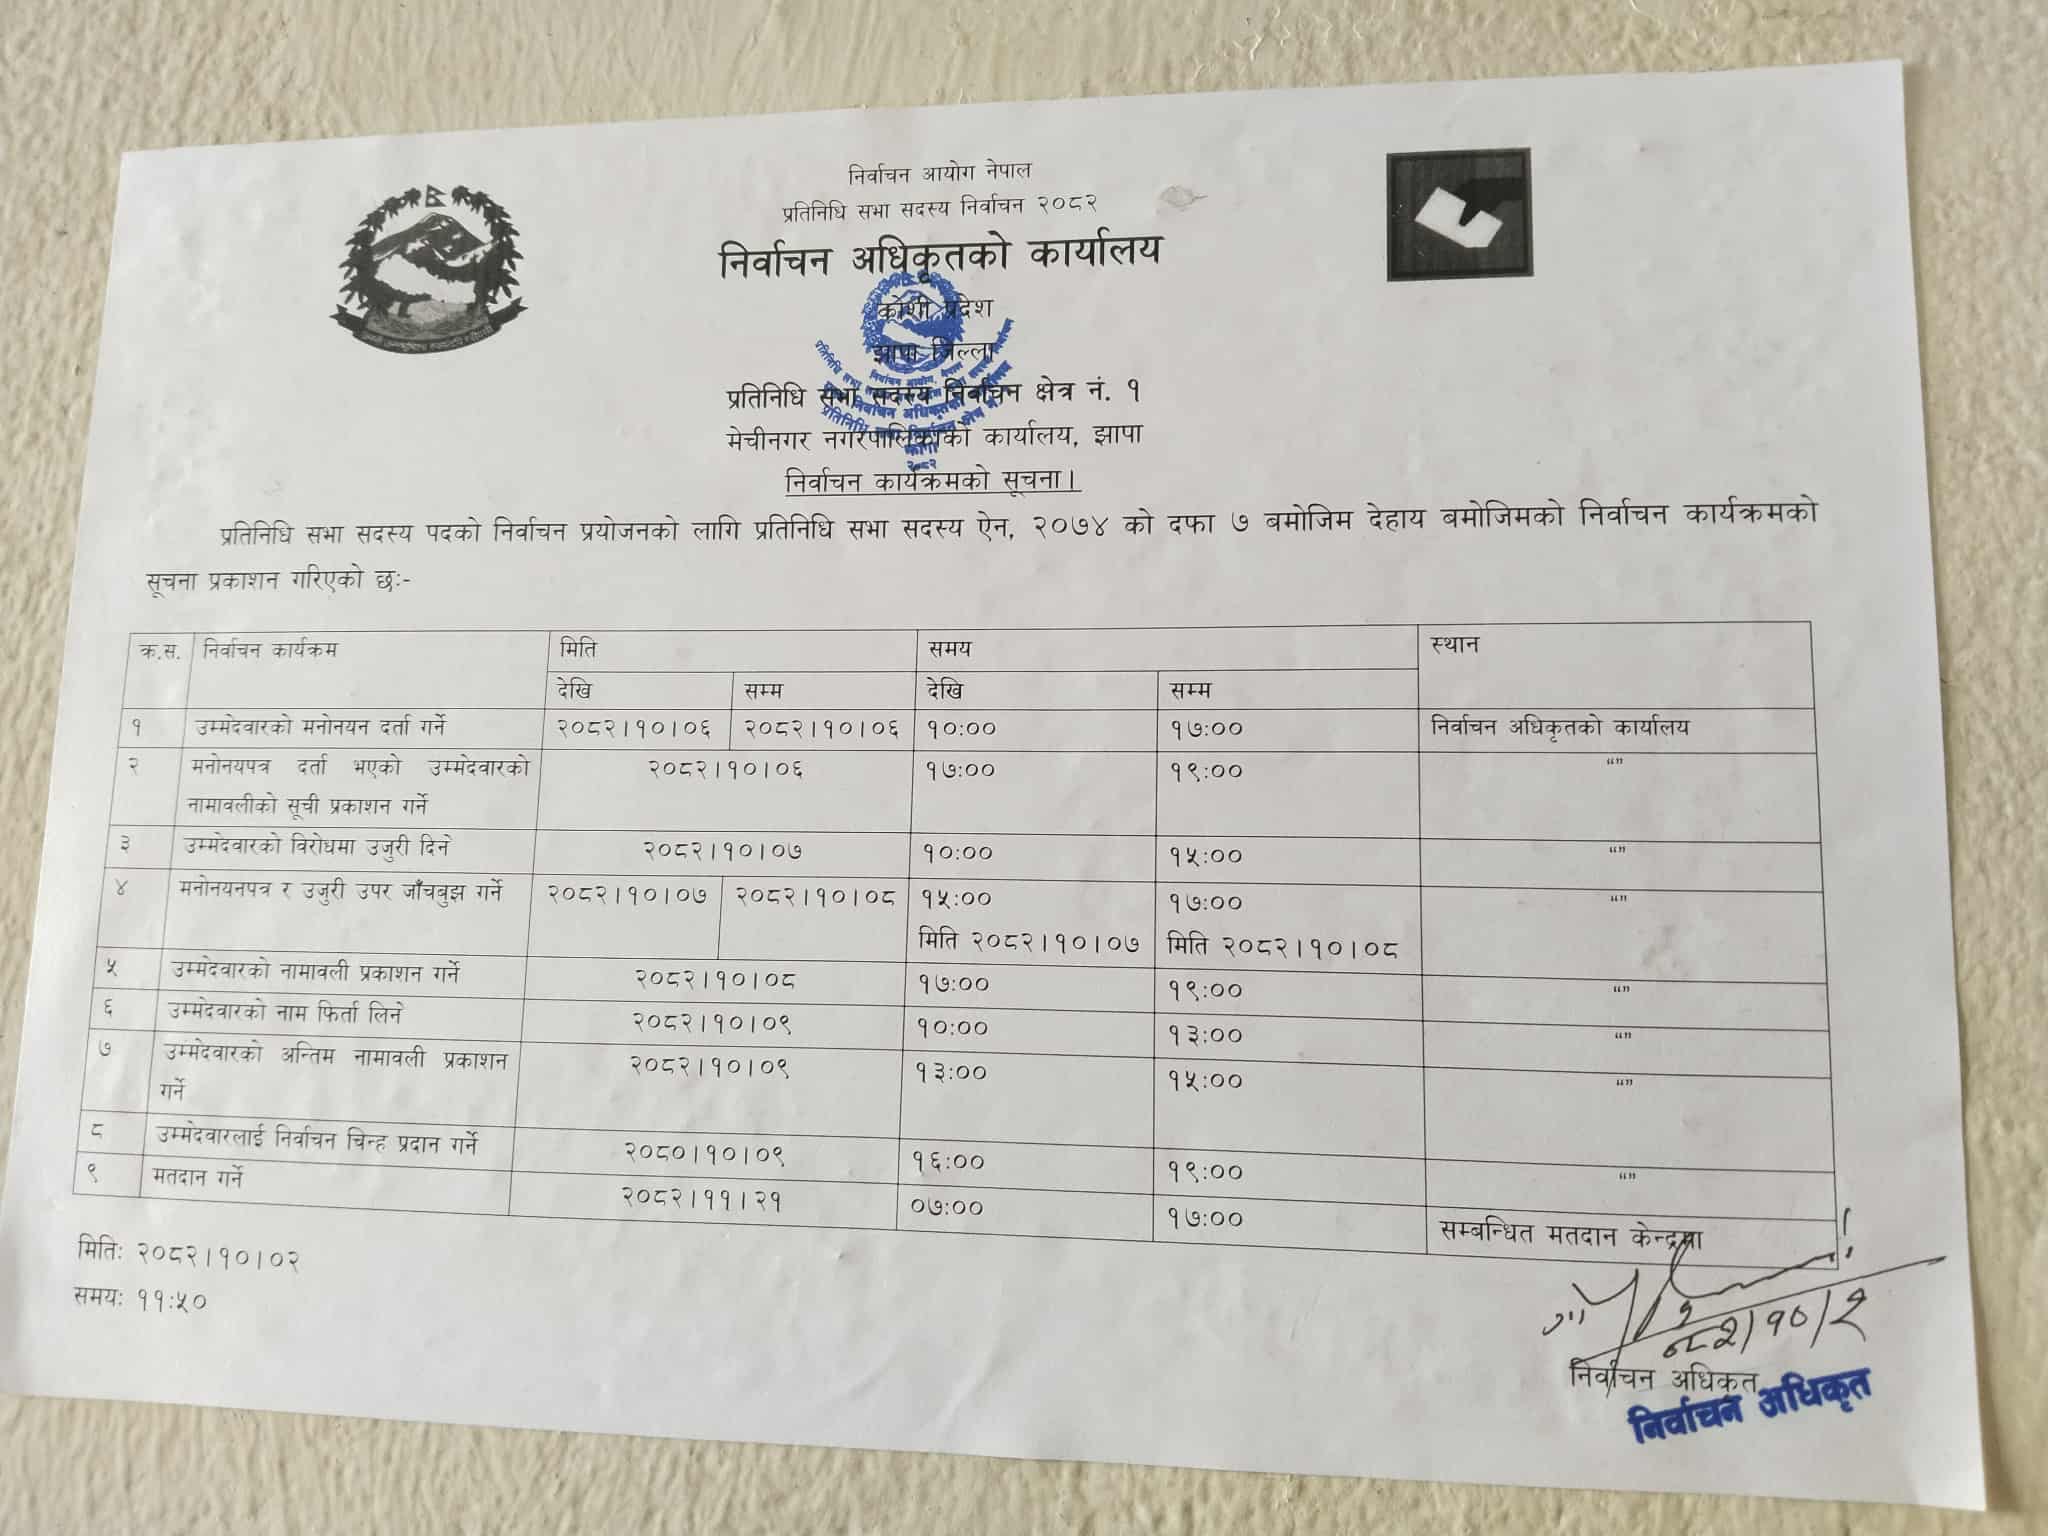 निर्वाचन आयोग नेपाल
प्रतिनिधि सभा सदस्य निर्वाचन २०८२
निर्वाचन अधिकृतको कार्यालय
कोशी प्रदेश
झापा जिल्ला
प्रतिनिधि सभा सदस्य निर्वाचन क्षेत्र नं. १
मेचीनगर नगरपालिकाको कार्यालय, झापा
निर्वाचन कार्यक्रमको सूचना।
प्रतिनिधि सभा सदस्य पदको निर्वाचन प्रयोजनको लागि प्रतिनिधि सभा सदस्य ऐन, २०७४ को दफा ७ बमोजिम देहाय बमोजिमको निर्वाचन कार्यक्रमको
सूचना प्रकाशन गरिएको छः-
क्र.स. निर्वाचन कार्यक्रम मिति समय स्थान
देखि सम्म देखि सम्म
१ उम्मेदवारको मनोनयन दर्ता गर्ने २०८२।१०।०६ २०८२।१०।०६ १०:०० १७:०० निर्वाचन अधिकृतको कार्यालय
२ मनोनयपत्र दर्ता भएको उम्मेदवारको २०८२।१०।०६ १७:०० १९:०० “”
नामावलीको सूची प्रकाशन गर्ने
३ उम्मेदवारको विरोधमा उजुरी दिने २०८२।१०।०७ १०:०० १५:०० “”
४ मनोनयनपत्र र उजुरी उपर जाँचबुझ गर्ने २०८२।१०।०७ २०८२।१०।०८ १५:०० १७:०० “”
मिति २०८२।१०।०७ मिति २०८२।१०।०८
५ उम्मेदवारको नामावली प्रकाशन गर्ने २०८२।१०।०८ १७:०० १९:०० “”
६ उम्मेदवारको नाम फिर्ता लिने २०८२।१०।०९ १०:०० १३:०० “”
७ उम्मेदवारको अन्तिम नामावली प्रकाशन २०८२।१०।०९ १३:०० १५:०० “”
गर्ने
८ उम्मेदवारलाई निर्वाचन चिन्ह प्रदान गर्ने २०८०।१०।०९ १६:०० १९:०० “”
९ मतदान गर्ने २०८२।११।२१ ०७:०० १७:०० सम्बन्धित मतदान केन्द्रमा
मितिः २०८२।१०।०२
समयः ११:५०
निर्वाचन अधिकृत
निर्वाचन अधिकृत